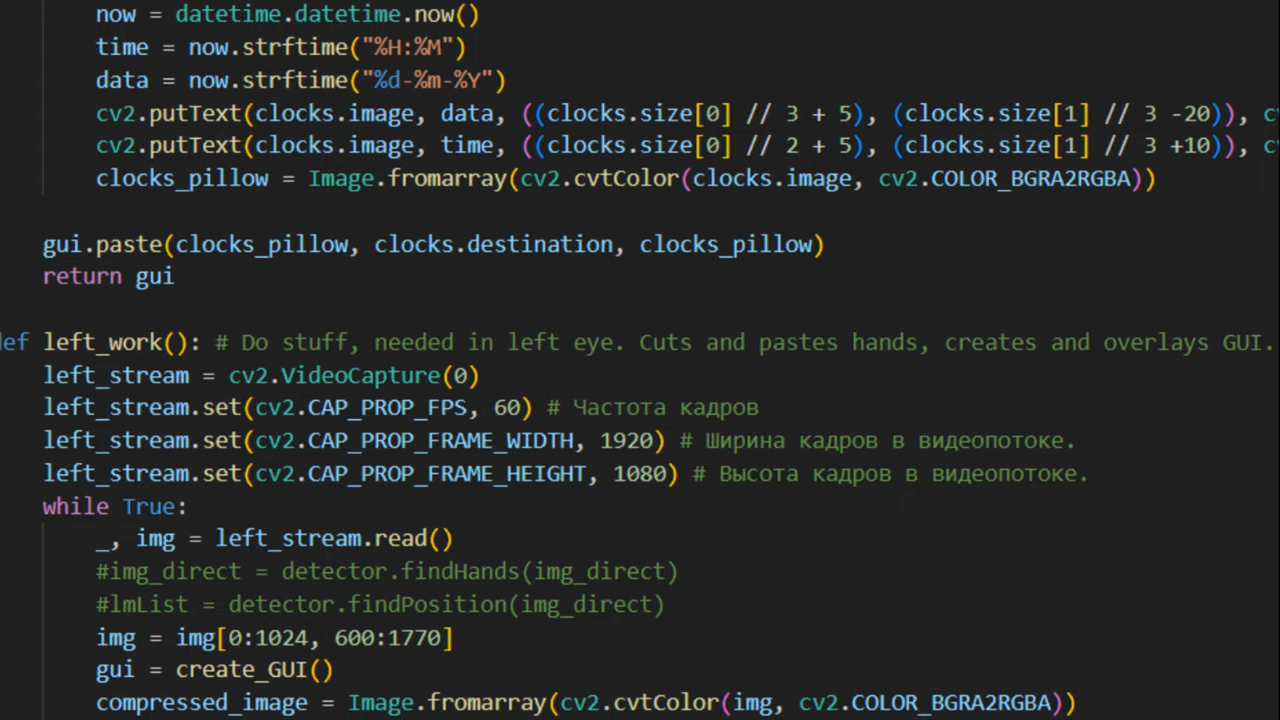 now = datetime.datetime.now()
time = now.strftime("%H:%M")
data = now.strftime("%d-%m-%Y")
cv2.putText(clocks.image, data, ((clocks.size[0] // 3 + 5), (clocks.size[1] // 3 -20)), c
cv2.putText(clocks.image, time, ((clocks.size[0] // 2 + 5), (clocks.size[1] // 3 +10)), c
clocks_pillow = Image.fromarray(cv2.cvtColor(clocks.image, cv2.COLOR_BGRA2RGBA))
gui.paste(clocks_pillow, clocks.destination, clocks_pillow)
return gui
ef left_work(): # Do stuff, needed in left eye. Cuts and pastes hands, creates and overlays GUI.
left_stream = cv2.VideoCapture(0)
left_stream.set(cv2.CAP_PROP_FPS, 60) # Частота кадров
left_stream.set(cv2.CAP_PROP_FRAME_WIDTH, 1920) # Ширина кадров в видеопотоке.
left_stream.set(cv2.CAP_PROP_FRAME_HEIGHT, 1080) # Высота кадров в видеопотоке.
while True:
_, img = left_stream.read()
#img_direct = detector.findHands(img_direct)
#lmList = detector.findPosition(img_direct)
img = img[0:1024, 600:1770]
gui = create_GUI()
compressed_image = Image.fromarray(cv2.cvtColor(img, cv2.COLOR_BGRA2RGBA))